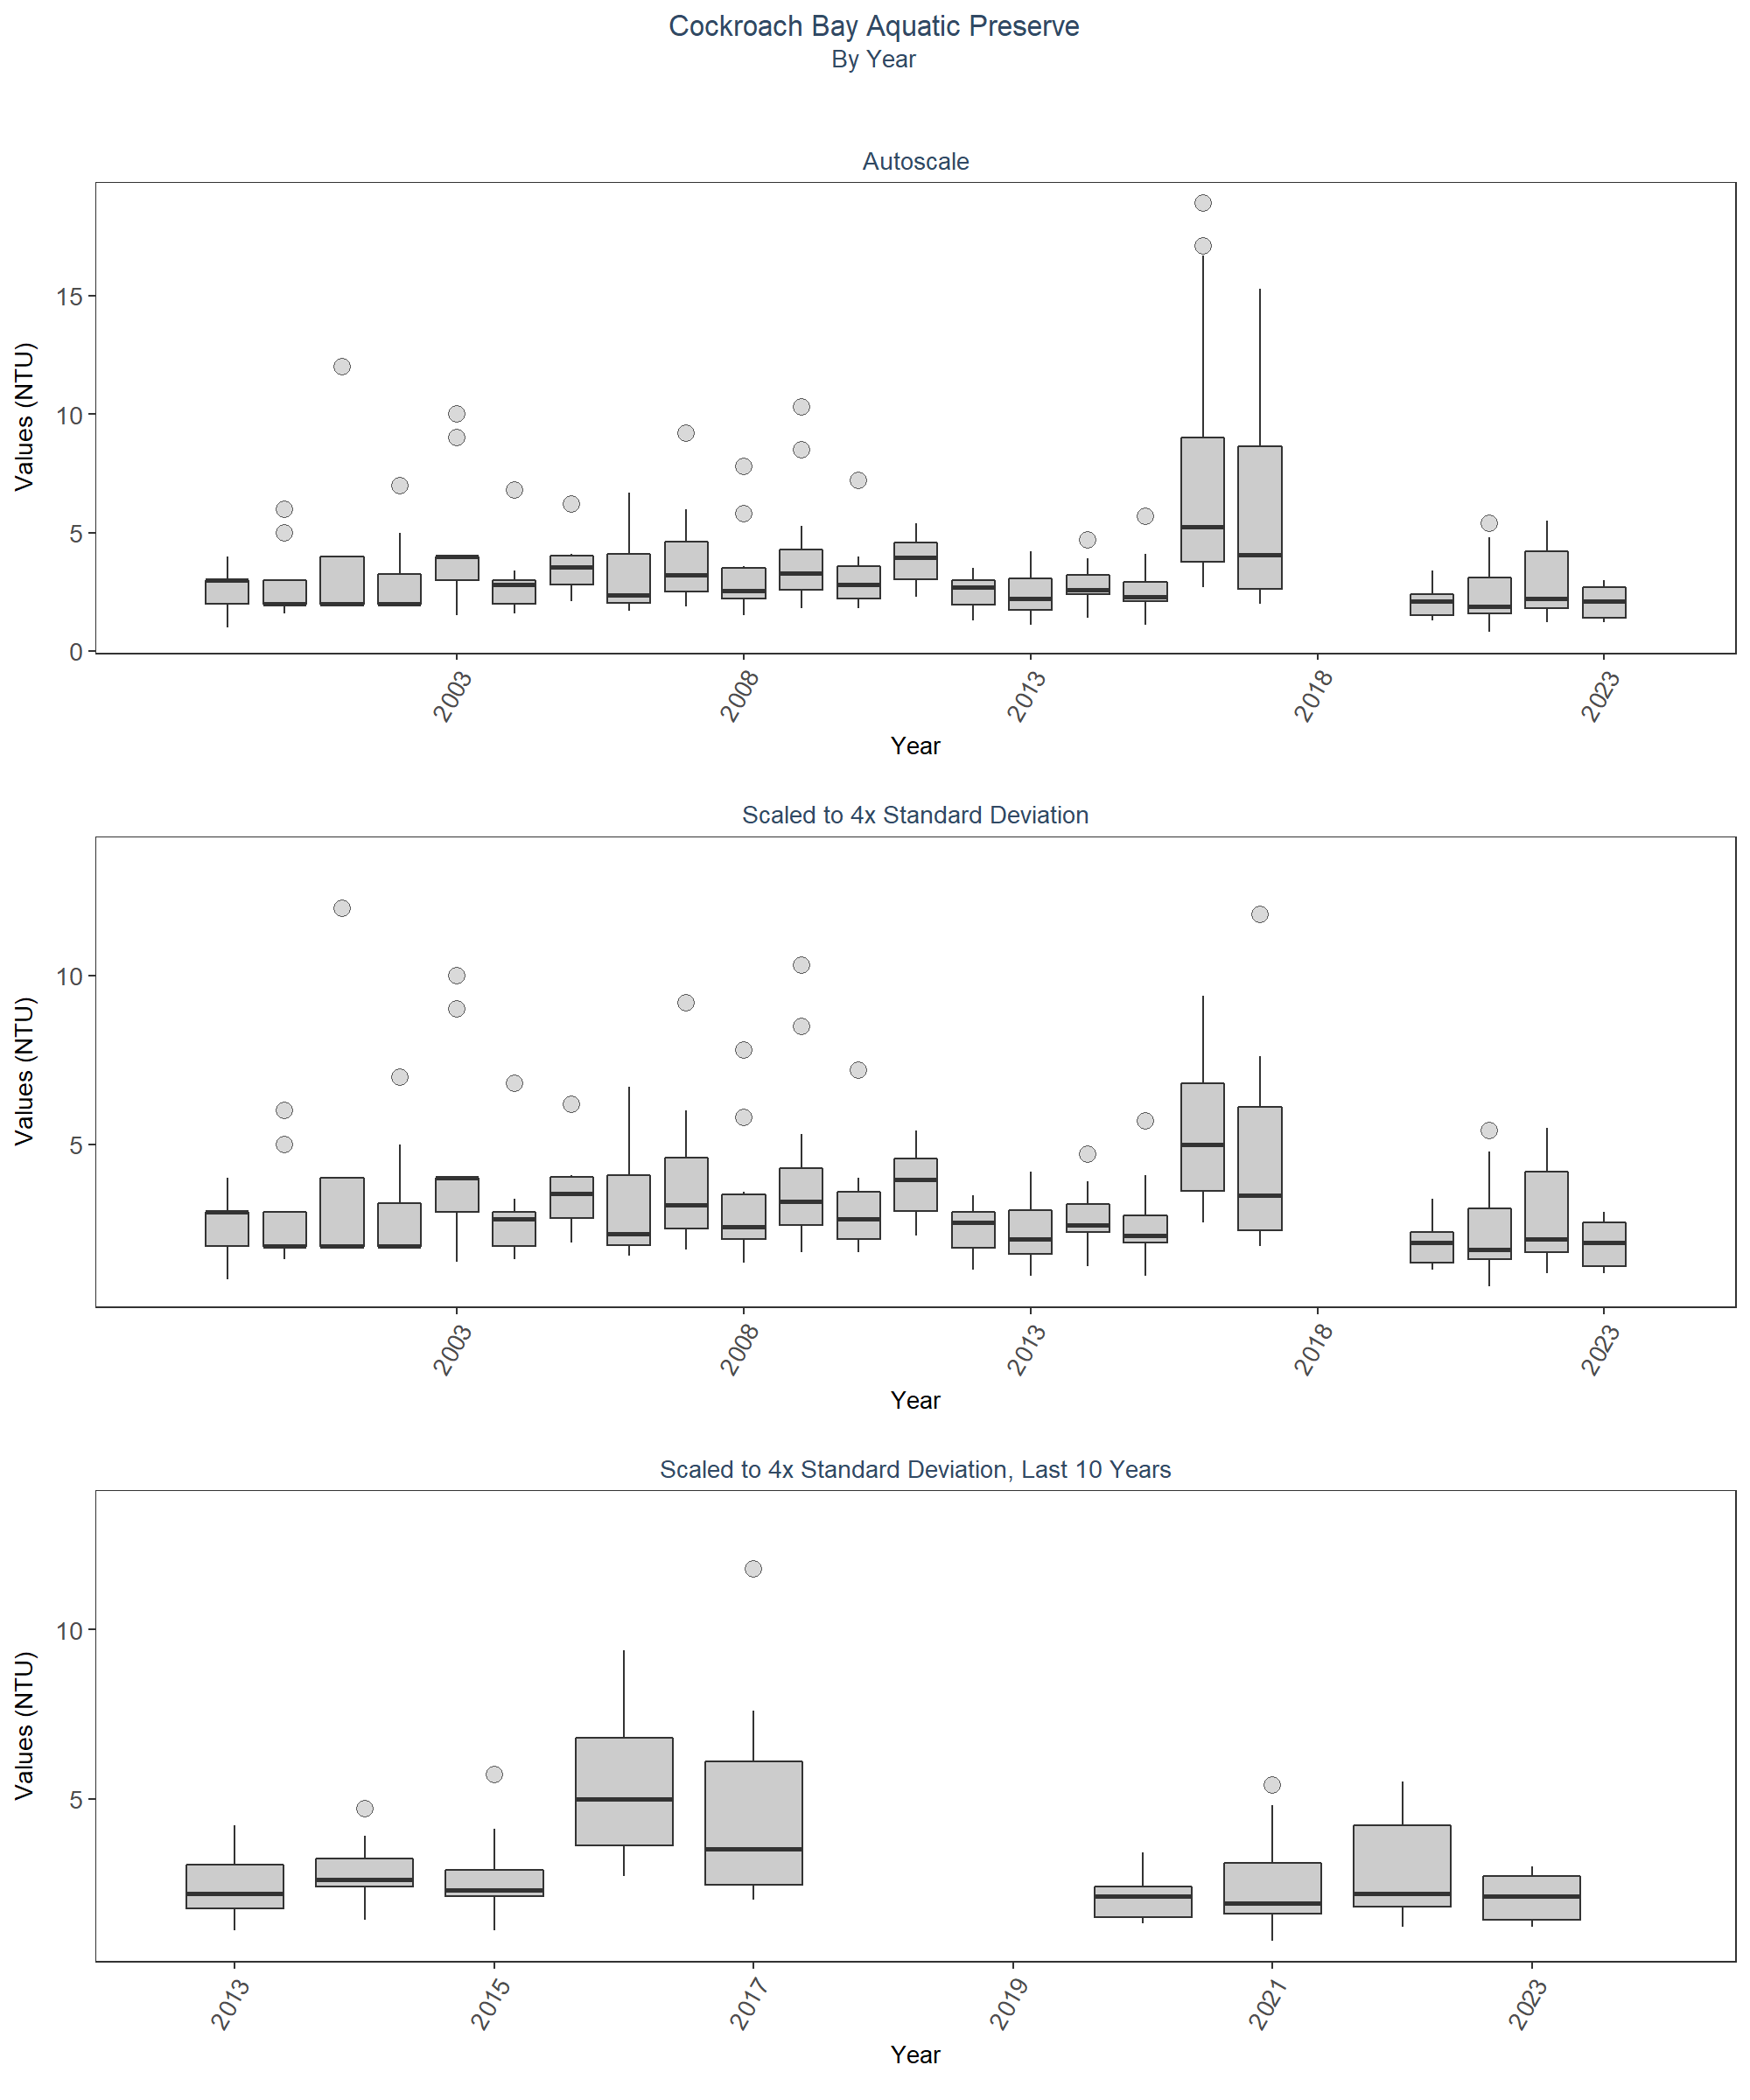 Cockroach Bay Aquatic Preserve
By Year
Autoscale
Values (NTU)
15
10
5
0
2003
2008
2013
2018
2023
Year
Scaled to 4x Standard Deviation
Values (NTU)
10
5
2003
2008
2013
2018
2023
Year
Scaled to 4x Standard Deviation, Last 10 Years
Values (NTU)
10
5
2013
2015
2017
2019
2021
2023
Year